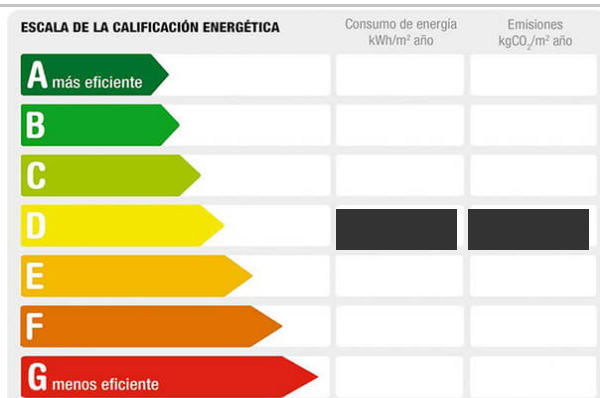 ESCALA DE LA CALIFICACIÓN ENERGÉTICA
Consumo de energía
kWh/m² año
Emisiones
kgCO₂/m² año
A más eficiente
B
C
D
E
F
G menos eficiente